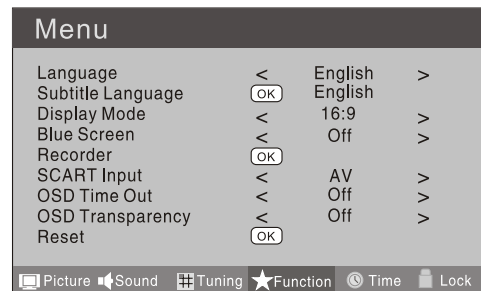 Menu
Language < English >
Subtitle Language OK English
Display Mode < 16:9 >
Blue Screen < Off >
Recorder OK
SCART Input < AV >
OSD Time Out < Off >
OSD Transparency < Off >
Reset OK
Picture Sound Tuning Function Time Lock